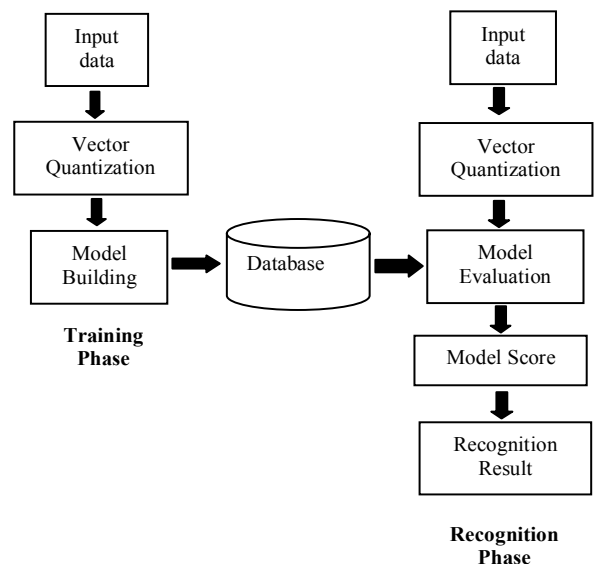 Input
data
Vector
Quantization
Model
Building
Training
Phase
Database
Input
data
Vector
Quantization
Model
Evaluation
Model Score
Recognition
Result
Recognition
Phase